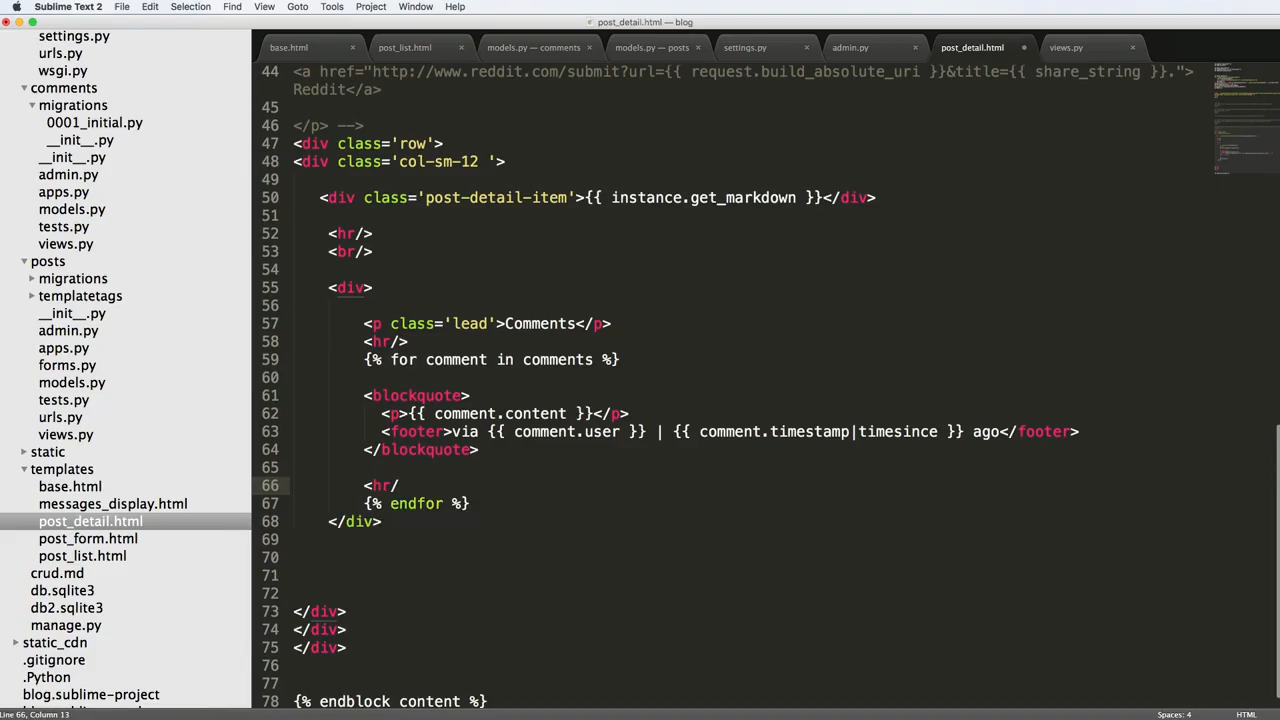 Sublime Text 2 File Edit Selection Find View Goto Tools Project Window Help
post_detail.html — blog
base.html × post_list.html × models.py — comments × models.py — posts × settings.py × admin.py × post_detail.html views.py ×
settings.py
urls.py
wsgi.py
comments
migrations
0001_initial.py
__init__.py
__init__.py
admin.py
apps.py
models.py
tests.py
views.py
posts
migrations
templatetags
__init__.py
admin.py
apps.py
forms.py
models.py
tests.py
urls.py
views.py
static
templates
base.html
messages_display.html
post_detail.html
post_form.html
post_list.html
crud.md
db.sqlite3
db2.sqlite3
manage.py
static_cdn
.gitignore
.Python
blog.sublime-project
44 <a href="http://www.reddit.com/submit?url={{ request.build_absolute_uri }}&title={{ share_string }}.">
Reddit</a>
45
46 </p> -->
47 <div class='row'>
48 <div class='col-sm-12 '>
49
50 <div class='post-detail-item'>{{ instance.get_markdown }}</div>
51
52 <hr/>
53 <br/>
54
55 <div>
56
57 <p class='lead'>Comments</p>
58 <hr/>
59 {% for comment in comments %}
60
61 <blockquote>
62 <p>{{ comment.content }}</p>
63 <footer>via {{ comment.user }} | {{ comment.timestamp|timesince }} ago</footer>
64 </blockquote>
65
66 <hr/
67 {% endfor %}
68 </div>
69
70
71
72
73 </div>
74 </div>
75 </div>
76
77
78 {% endblock content %}
Line 66, Column 13 Spaces: 4 HTML